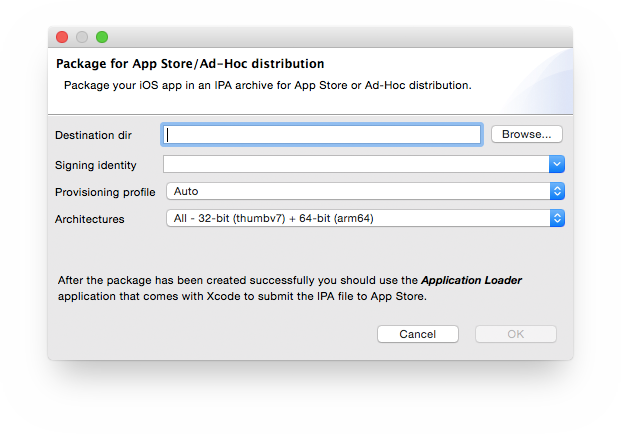 Package for App Store/Ad-Hoc distribution
Package your iOS app in an IPA archive for App Store or Ad-Hoc distribution.
Destination dir
Browse...
Signing identity
Provisioning profile Auto
Architectures All - 32-bit (thumbv7) + 64-bit (arm64)
After the package has been created successfully you should use the Application Loader
application that comes with Xcode to submit the IPA file to App Store.
Cancel OK